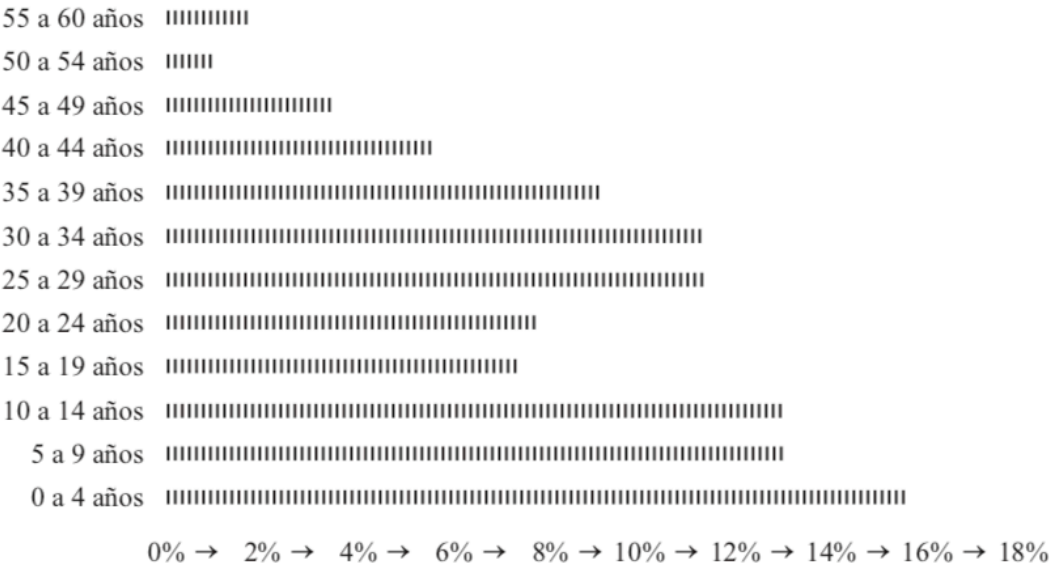 55 a 60 años
50 a 54 años
45 a 49 años
40 a 44 años
35 a 39 años
30 a 34 años
25 a 29 años
20 a 24 años
15 a 19 años
10 a 14 años
5 a 9 años
0 a 4 años
0% → 2% → 4% → 6% → 8% → 10% → 12% → 14% → 16% → 18%